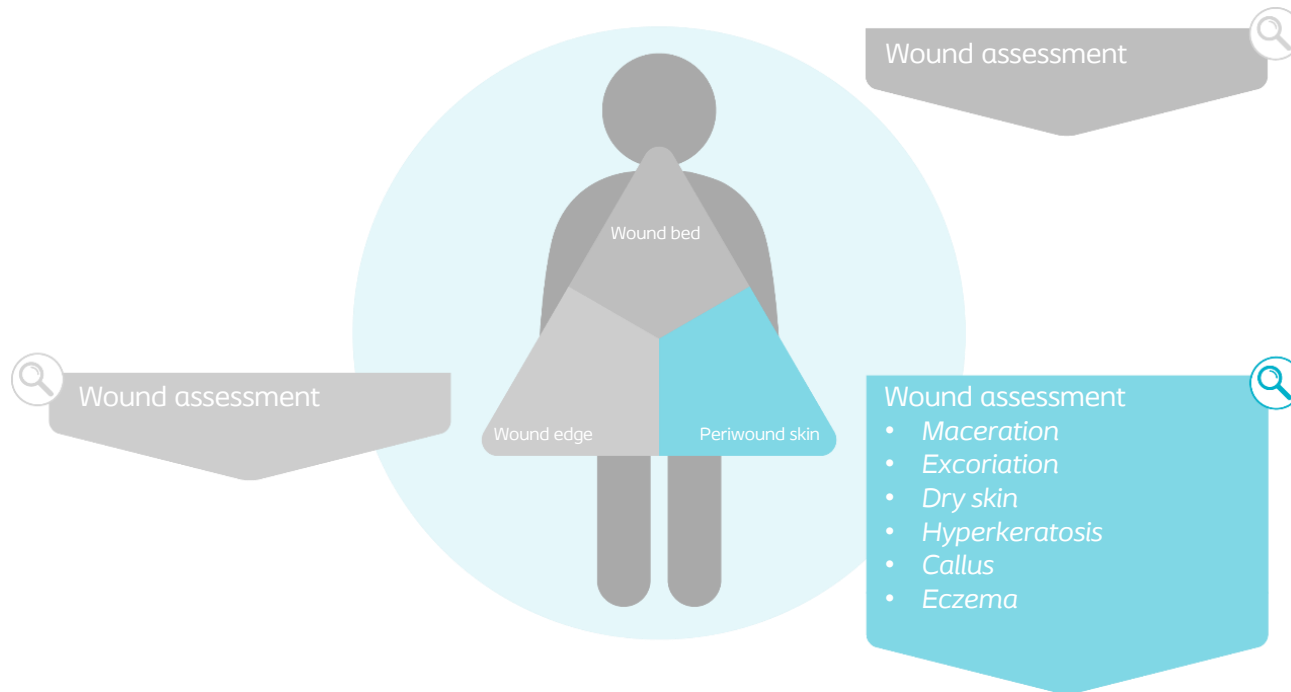 Wound assessment
Wound bed
Wound assessment
Wound edge
Periwound skin
Wound assessment
• Maceration
• Excoriation
• Dry skin
• Hyperkeratosis
• Callus
• Eczema